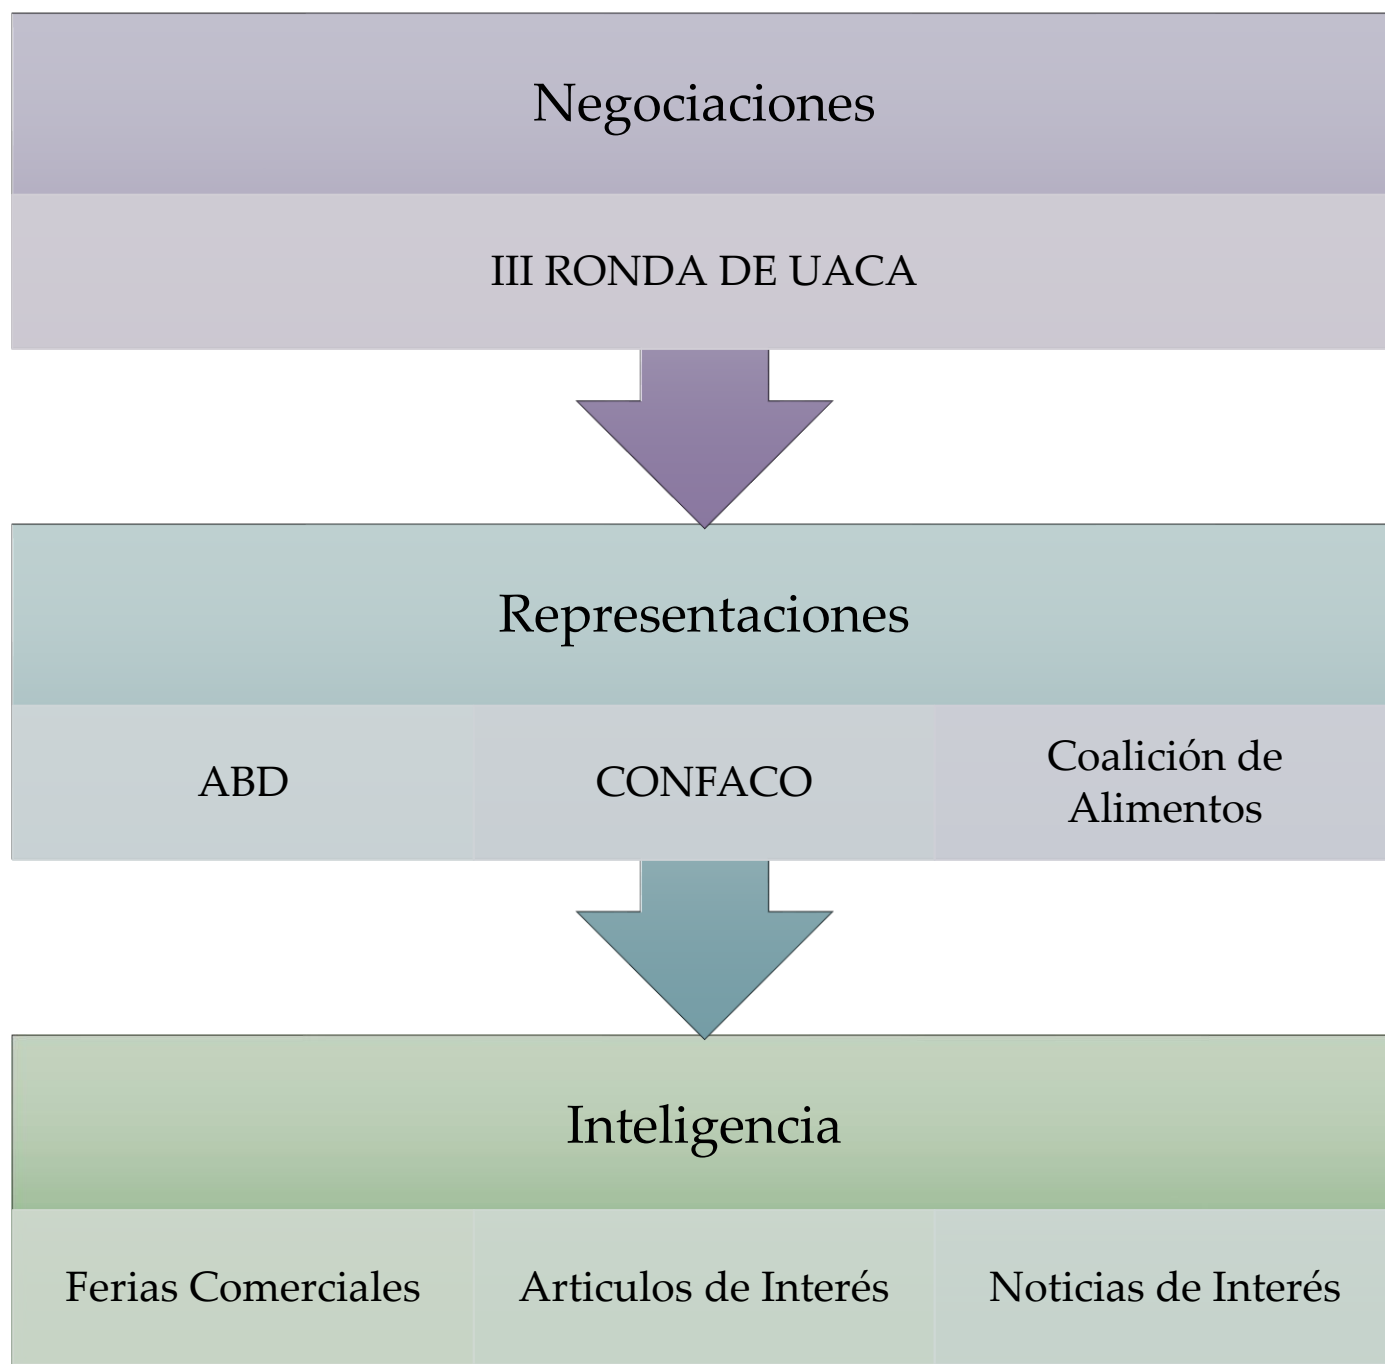 Negociaciones
III RONDA DE UACA
Representaciones
ABD
CONFACO
Coalición de
Alimentos
Inteligencia
Ferias Comerciales
Articulos de Interés
Noticias de Interés